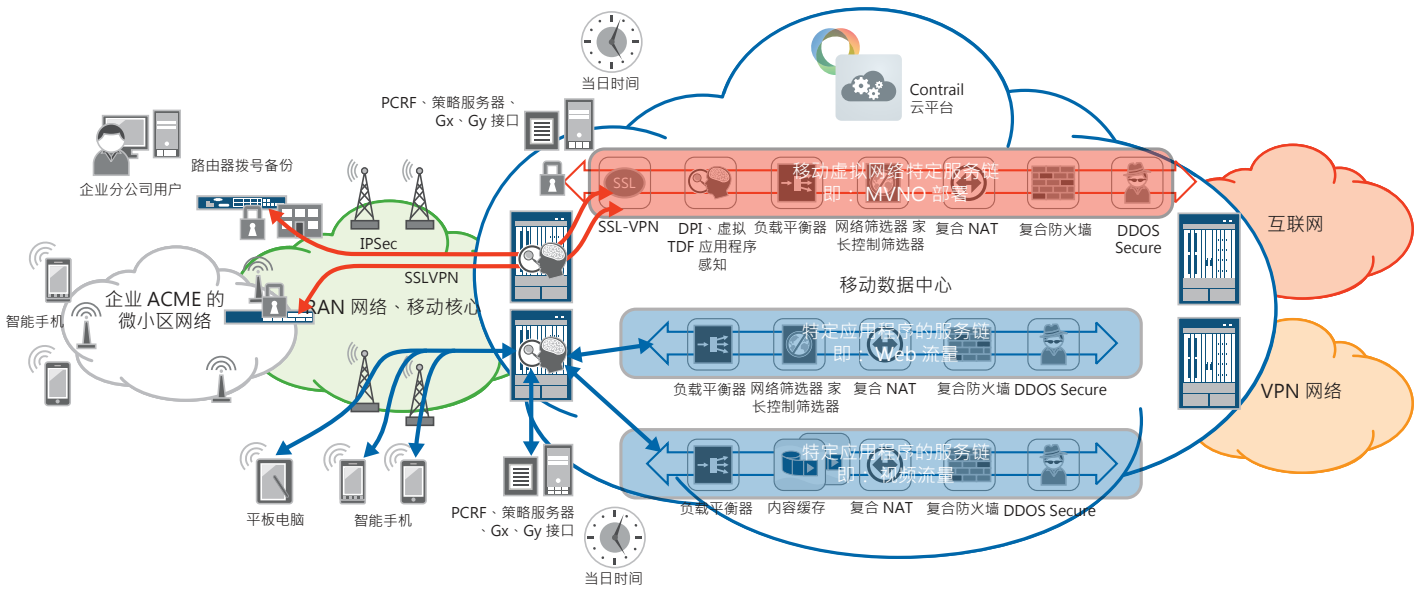 当日时间
PCRF、策略服务器、
Gx、Gy 接口
Contrail
云平台
企业分公司用户
路由器拨号备份
IPSec
SSLVPN
企业 ACME 的
微小区网络
智能手机
RAN 网络、移动核心
SSL
移动虚拟网络特定服务链
即： MVNO 部署
SSL-VPN
DPI、虚拟
TDF 应用程序
感知
负载平衡器
网络筛选器 家
长控制筛选器
复合 NAT
复合防火墙
DDOS
Secure
移动数据中心
互联网
特定应用程序的服务链
即： Web 流量
负载平衡器
网络筛选器 家
长控制筛选器
复合 NAT
复合防火墙
DDOS Secure
VPN 网络
特定应用程序的服务链
即： 视频流量
负载平衡器
内容缓存
复合 NAT
复合防火墙
DDOS Secure
平板电脑
智能手机
PCRF、策略服务器
、Gx、Gy 接口
当日时间